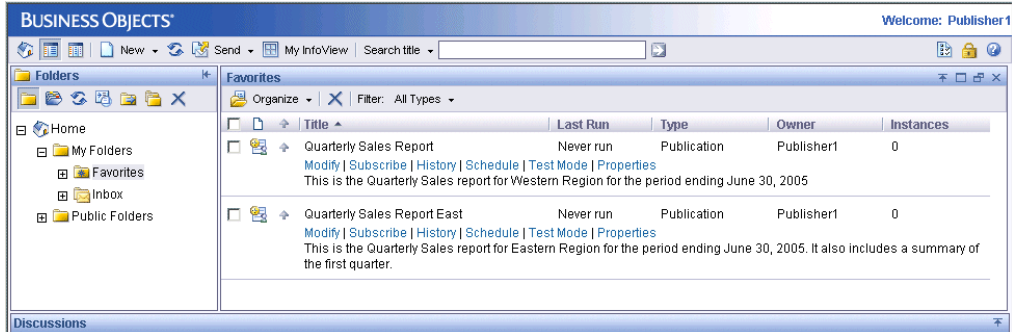 BUSINESS OBJECTS Welcome: Publisher1
New Send My InfoView Search title
Folders
Home
My Folders
Favorites
Inbox
Public Folders
Favorites
Organize Filter: All Types
Title Last Run Type Owner Instances
Quarterly Sales Report Never run Publication Publisher1 0
Modify | Subscribe | History | Schedule | Test Mode | Properties
This is the Quarterly Sales report for Western Region for the period ending June 30, 2005
Quarterly Sales Report East Never run Publication Publisher1 0
Modify | Subscribe | History | Schedule | Test Mode | Properties
This is the Quarterly Sales report for Eastern Region for the period ending June 30, 2005. It also includes a summary of
the first quarter.
Discussions